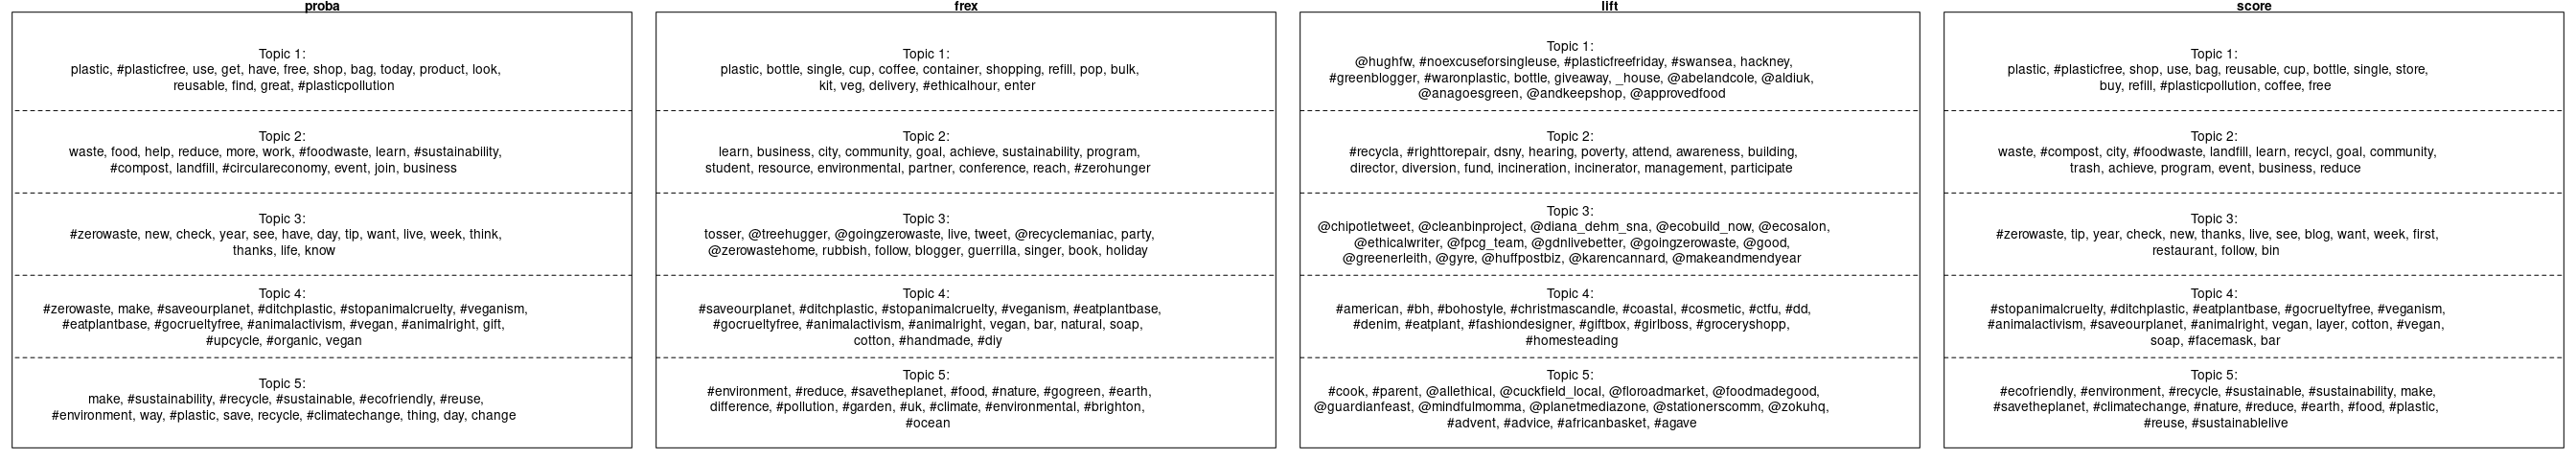 proba
Topic 1:
plastic, #plasticfree, use, get, have, free, shop, bag, today, product, look,
reusable, find, great, #plasticpollution
Topic 2:
waste, food, help, reduce, more, work, #foodwaste, learn, #sustainability,
#compost, landfill, #circulareconomy, event, join, business
Topic 3:
#zerowaste, new, check, year, see, have, day, tip, want, live, week, think,
thanks, life, know
Topic 4:
#zerowaste, make, #saveourplanet, #ditchplastic, #stopanimalcruelty, #veganism,
#eatplantbase, #gocrueltyfree, #animalactivism, #vegan, #animalright, gift,
#upcycle, #organic, vegan
Topic 5:
make, #sustainability, #recycle, #sustainable, #ecofriendly, #reuse,
#environment, way, #plastic, save, recycle, #climatechange, thing, day, change
frex
Topic 1:
plastic, bottle, single, cup, coffee, container, shopping, refill, pop, bulk,
kit, veg, delivery, #ethicalhour, enter
Topic 2:
learn, business, city, community, goal, achieve, sustainability, program,
student, resource, environmental, partner, conference, reach, #zerohunger
Topic 3:
tosser, @treehugger, @goingzerowaste, live, tweet, @recyclemaniac, party,
@zerowastehome, rubbish, follow, blogger, guerrilla, singer, book, holiday
Topic 4:
#saveourplanet, #ditchplastic, #stopanimalcruelty, #veganism, #eatplantbase,
#gocrueltyfree, #animalactivism, #animalright, vegan, bar, natural, soap,
cotton, #handmade, #diy
Topic 5:
#environment, #reduce, #savetheplanet, #food, #nature, #gogreen, #earth,
difference, #pollution, #garden, #uk, #climate, #environmental, #brighton,
#ocean
lift
Topic 1:
@hughfw, #noexcuseforsingleuse, #plasticfreefriday, #swansea, hackney,
#greenblogger, #waronplastic, bottle, giveaway, _house, @abelandcole, @aldiuk,
@anagoesgreen, @andkeepshop, @approvedfood
Topic 2:
#recycla, #righttorepair, dsny, hearing, poverty, attend, awareness, building,
director, diversion, fund, incineration, incinerator, management, participate
Topic 3:
@chipotletweet, @cleanbinproject, @diana_dehm_sna, @ecobuild_now, @ecosalon,
@ethicalwriter, @fpcg_team, @gdnlivebetter, @goingzerowaste, @good,
@greenerleith, @gyre, @huffpostbiz, @karencannard, @makeandmendyear
Topic 4:
#american, #bh, #bohostyle, #christmascandle, #coastal, #cosmetic, #ctfu, #dd,
#denim, #eatplant, #fashiondesigner, #giftbox, #girlboss, #groceryshopp,
#homesteading
Topic 5:
#cook, #parent, @allethical, @cuckfield_local, @floroadmarket, @foodmadegood,
@guardianfeast, @mindfulmomma, @planetmediazone, @stationerscomm, @zokuhq,
#advent, #advice, #africanbasket, #agave
score
Topic 1:
plastic, #plasticfree, shop, use, bag, reusable, cup, bottle, single, store,
buy, refill, #plasticpollution, coffee, free
Topic 2:
waste, #compost, city, #foodwaste, landfill, learn, recycl, goal, community,
trash, achieve, program, event, business, reduce
Topic 3:
#zerowaste, tip, year, check, new, thanks, live, see, blog, want, week, first,
restaurant, follow, bin
Topic 4:
#stopanimalcruelty, #ditchplastic, #eatplantbase, #gocrueltyfree, #veganism,
#animalactivism, #saveourplanet, #animalright, vegan, layer, cotton, #vegan,
soap, #facemask, bar
Topic 5:
#ecofriendly, #environment, #recycle, #sustainable, #sustainability, make,
#savetheplanet, #climatechange, #nature, #reduce, #earth, #food, #plastic,
#reuse, #sustainablelive